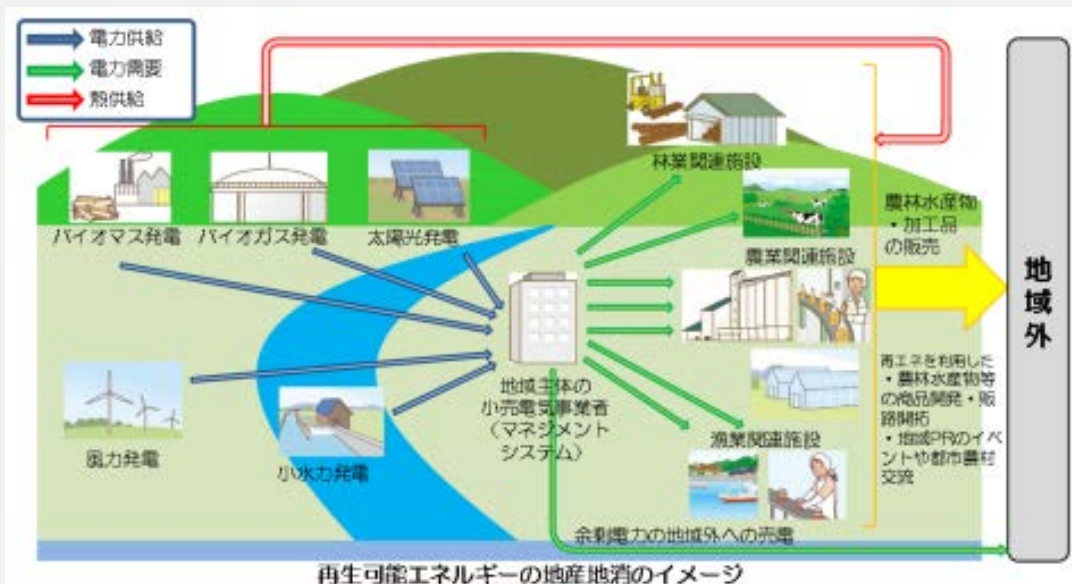 電力供給
電力需要
熱供給
バイオマス発電
バイオガス発電
太陽光発電
風力発電
小水力発電
地域主体の
小売電気事業者
（マネジメント
システム）
林業関連施設
農業関連施設
漁業関連施設
農林水産物
・加工品
の販売
再エネを利用した
・農林水産物等
の商品開発・販
路開拓
・地域PRのイベ
ントや都市農村
交流
地域外
余剰電力の地域外への売電
再生可能エネルギーの地産地消のイメージ